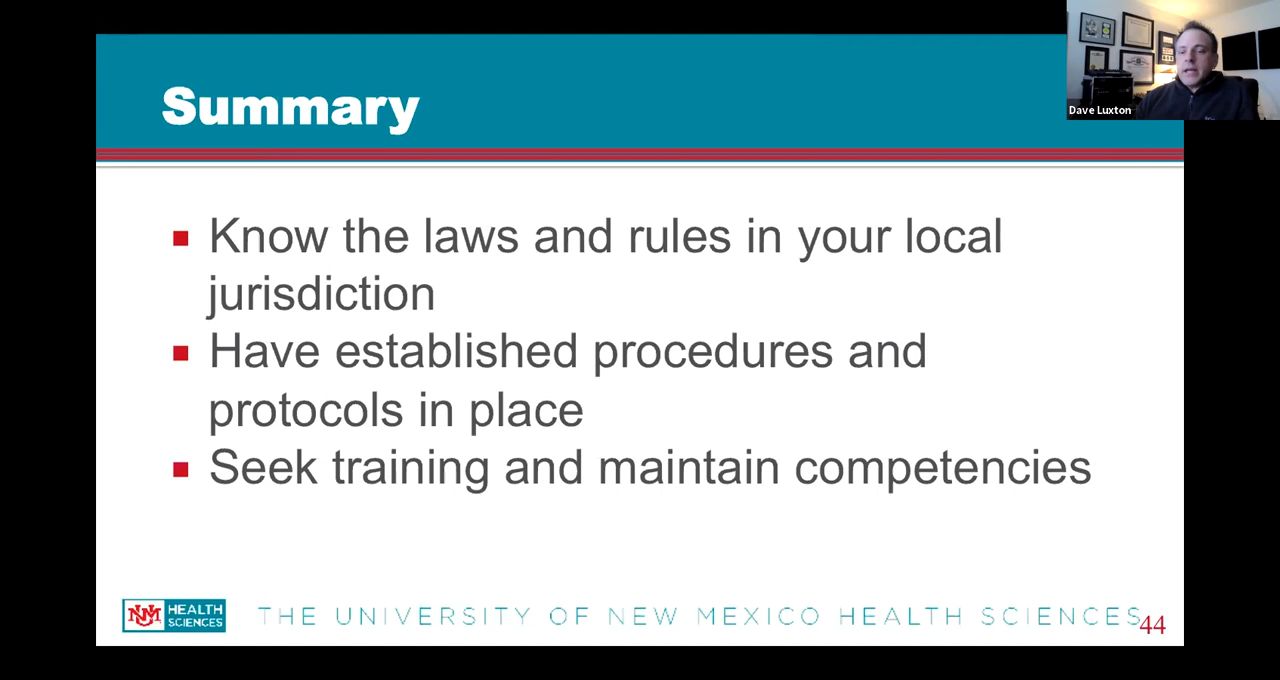 Summary
Dave Luxton
Know the laws and rules in your local
jurisdiction
Have established procedures and
protocols in place
Seek training and maintain competencies
UNM HEALTH
SCIENCES
THE UNIVERSITY OF NEW MEXICO HEALTH SCIENCES
44